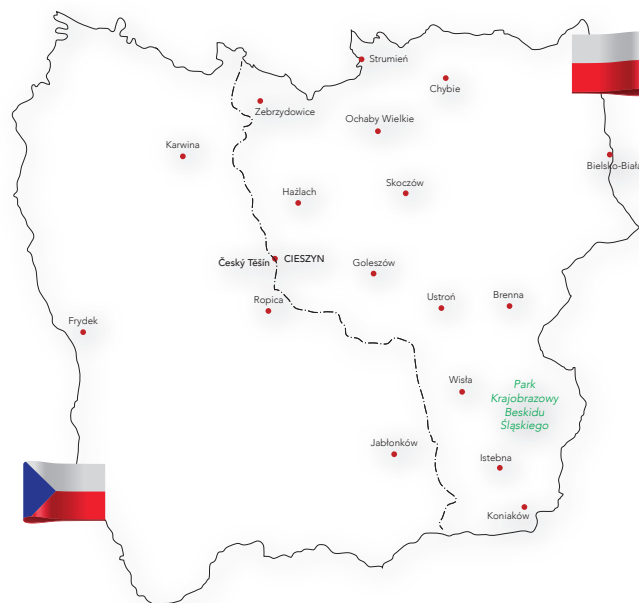 Strumień
Chybie
Zebrzydowice
Ochaby Wielkie
Karwina
Bielsko-Biała
Skoczów
Hażlach
Český Těšín
CIESZYN
Goleszów
Ropica
Ustroń
Brenna
Frydek
Wisła
Park
Krajobrazowy
Beskidu
Śląskiego
Jabłonków
Istebna
Koniaków